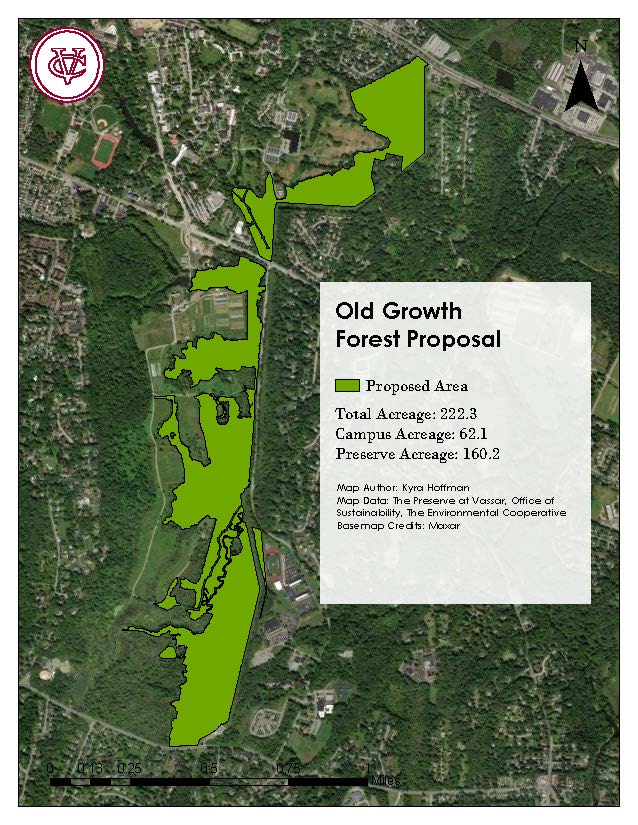 VC
N
Old Growth
Forest Proposal
Proposed Area
Total Acreage: 222.3
Campus Acreage: 62.1
Preserve Acreage: 160.2
Map Author: Kyra Hoffman
Map Data: The Preserve at Vassar, Office of
Sustainability, The Environmental Cooperative
Basemap Credits: Maxar
0 0.13 0.25 0.5 0.75 1
Miles